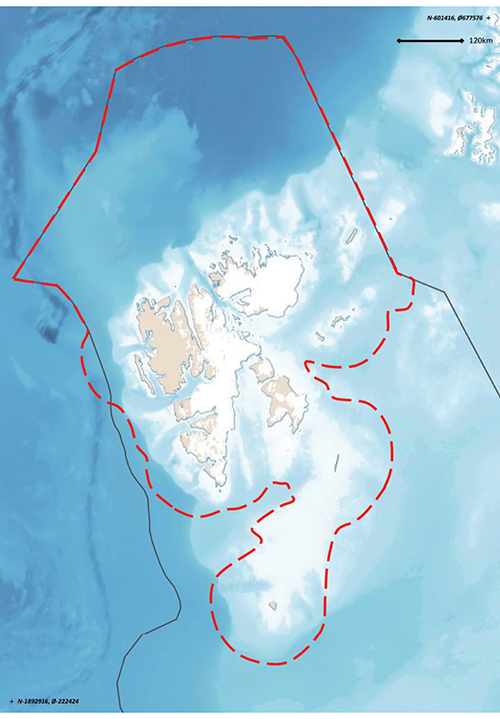 N-601416, Ø677576 +
120km
+ N-1892916, Ø-222424